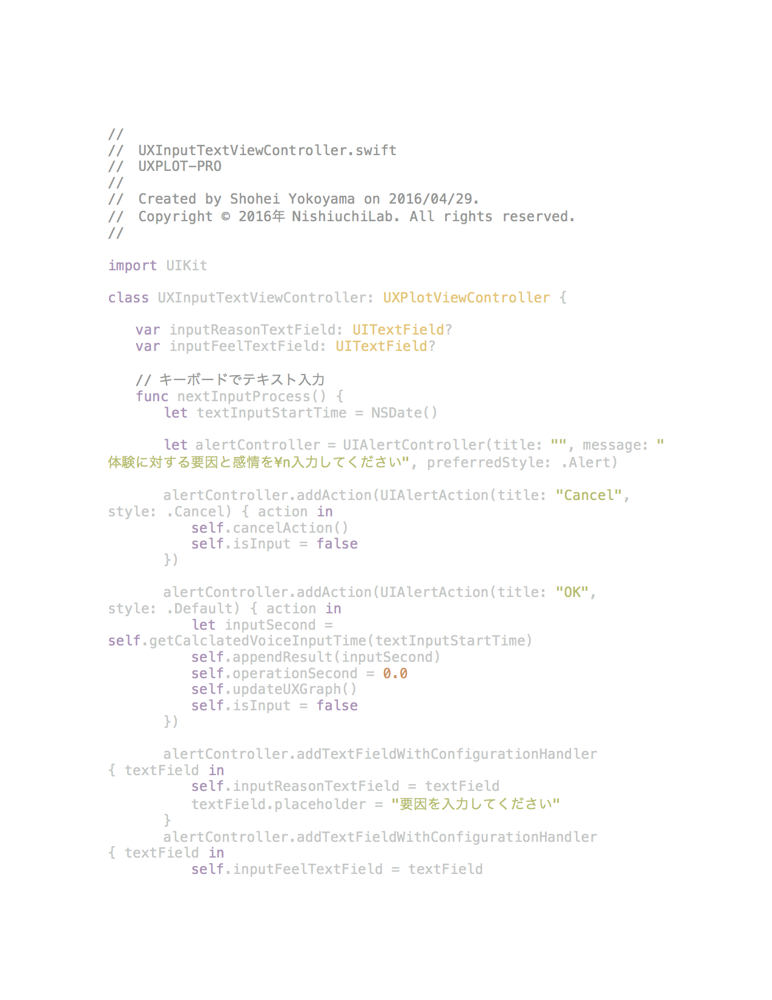 //
//  UXInputTextViewController.swift
//  UXPLOT-PRO
//
//  Created by Shohei Yokoyama on 2016/04/29.
//  Copyright © 2016年 NishiuchiLab. All rights reserved.
//
import UIKit
class UXInputTextViewController: UXPlotViewController {
var inputReasonTextField: UITextField?
var inputFeelTextField: UITextField?
// キーボードでテキスト入力
func nextInputProcess() {
let textInputStartTime = NSDate()
let alertController = UIAlertController(title: "", message: "
体験に対する要因と感情を¥n入力してください", preferredStyle: .Alert)
alertController.addAction(UIAlertAction(title: "Cancel",
style: .Cancel) { action in
self.cancelAction()
self.isInput = false
})
alertController.addAction(UIAlertAction(title: "OK",
style: .Default) { action in
let inputSecond =
self.getCalclatedVoiceInputTime(textInputStartTime)
self.appendResult(inputSecond)
self.operationSecond = 0.0
self.updateUXGraph()
self.isInput = false
})
alertController.addTextFieldWithConfigurationHandler
{ textField in
self.inputReasonTextField = textField
textField.placeholder = "要因を入力してください"
}
alertController.addTextFieldWithConfigurationHandler
{ textField in
self.inputFeelTextField = textField